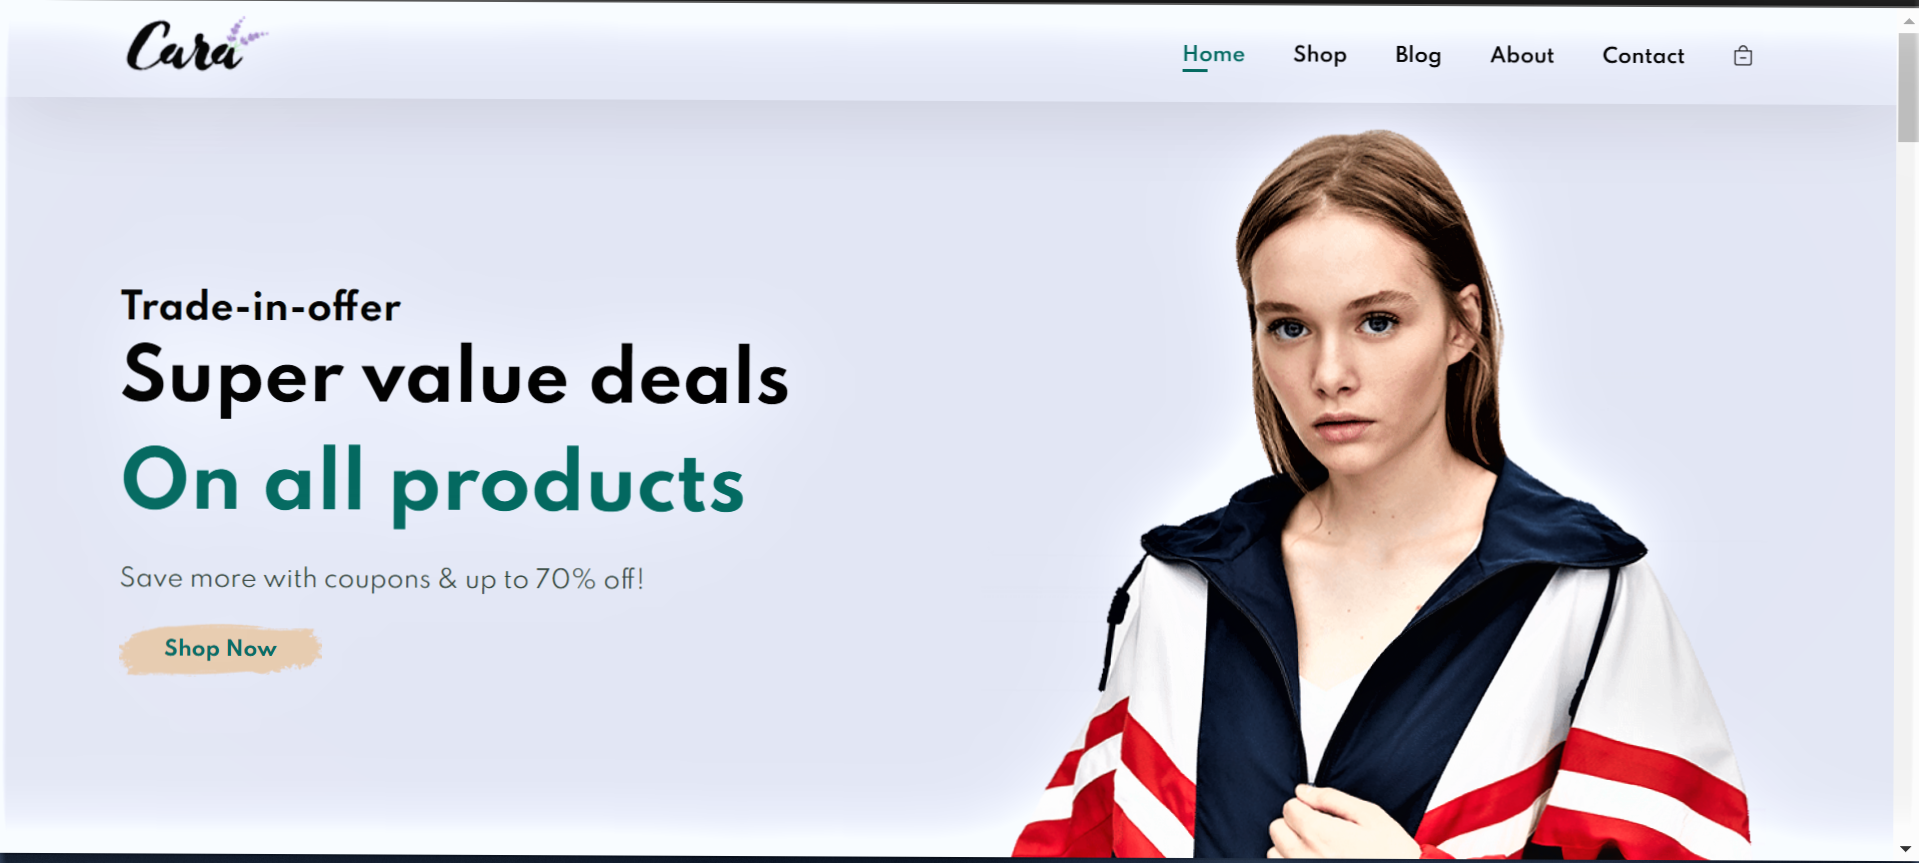 Cara
Home Shop Blog About Contact
Trade-in-offer
Super value deals
On all products
Save more with coupons & up to 70% off!
Shop Now